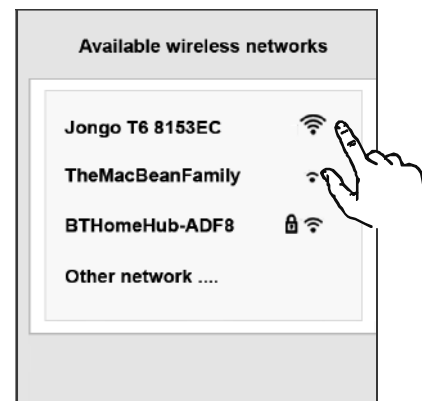 Available wireless networks
Jongo T6 8153EC
TheMacBeanFamily
BTHomeHub-ADF8
Other network ....